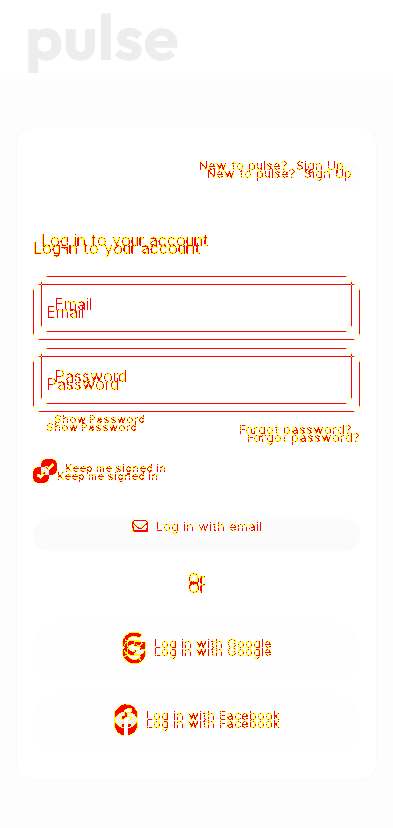 pulse
New to pulse? Sign Up
Log in to your account
Email
Password
Show Password
Forgot password?
Keep me signed in
Log in with email
Or
Log in with Google
Log in with Facebook